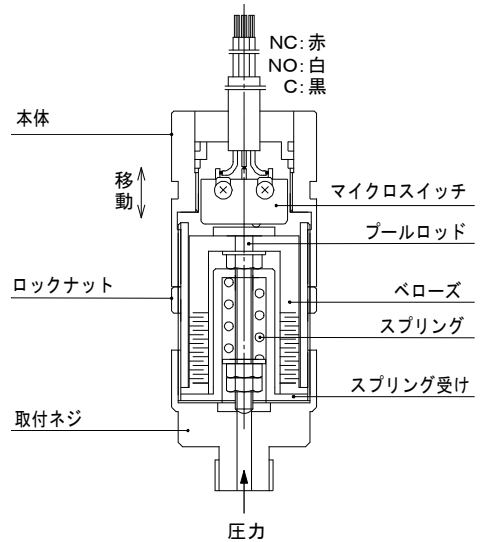 NC:赤
NO:白
C:黒
本体
移動
マイクロスイッチ
プールロッド
ロックナット
ベローズ
スプリング
スプリング受け
取付ネジ
圧力